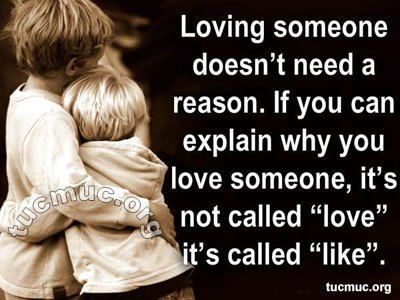 Loving someone
doesn’t need a
reason. If you can
explain why you
love someone, it’s
not called “love”
it’s called “like”.
tucmuc.org
tucmuc.org